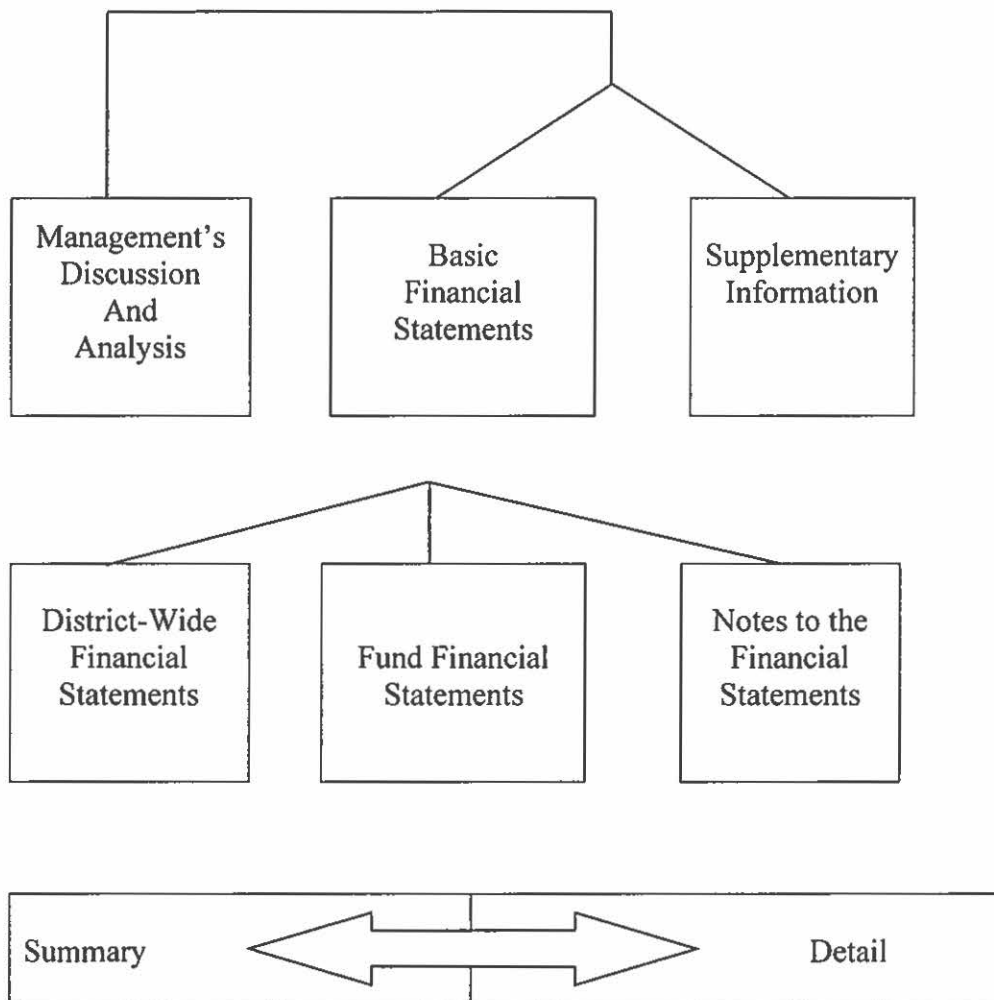 Management's
Discussion
And
Analysis
Basic
Financial
Statements
Supplementary
Information
District-Wide
Financial
Statements
Fund Financial
Statements
Notes to the
Financial
Statements
Summary
Detail